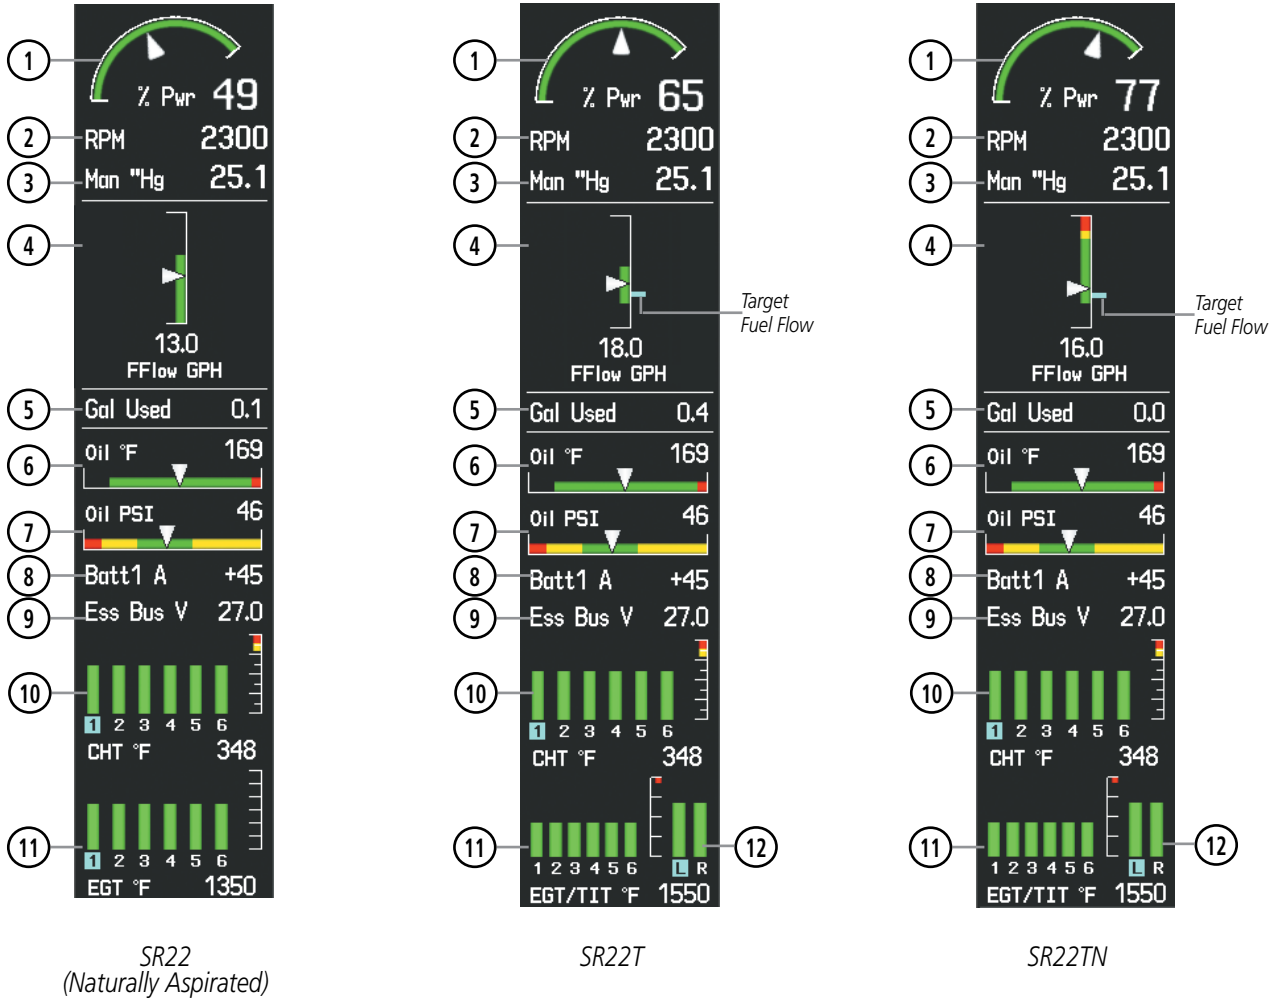 1
% Pwr 49
2
RPM 2300
3
Man "Hg 25.1
4
13.0
FFlow GPH
5
Gal Used 0.1
6
Oil °F 169
7
Oil PSI 46
8
Batt1 A +45
9
Ess Bus V 27.0
10
1 2 3 4 5 6
CHT °F 348
11
1 2 3 4 5 6
EGT °F 1350
SR22
(Naturally Aspirated)
1
% Pwr 65
2
RPM 2300
3
Man "Hg 25.1
4
Target
Fuel Flow
18.0
FFlow GPH
5
Gal Used 0.4
6
Oil °F 169
7
Oil PSI 46
8
Batt1 A +45
9
Ess Bus V 27.0
10
1 2 3 4 5 6
CHT °F 348
11
12
1 2 3 4 5 6 L R
EGT/TIT °F 1550
SR22T
1
% Pwr 77
2
RPM 2300
3
Man "Hg 25.1
4
Target
Fuel Flow
16.0
FFlow GPH
5
Gal Used 0.0
6
Oil °F 169
7
Oil PSI 46
8
Batt1 A +45
9
Ess Bus V 27.0
10
1 2 3 4 5 6
CHT °F 348
11
12
1 2 3 4 5 6 L R
EGT/TIT °F 1550
SR22TN